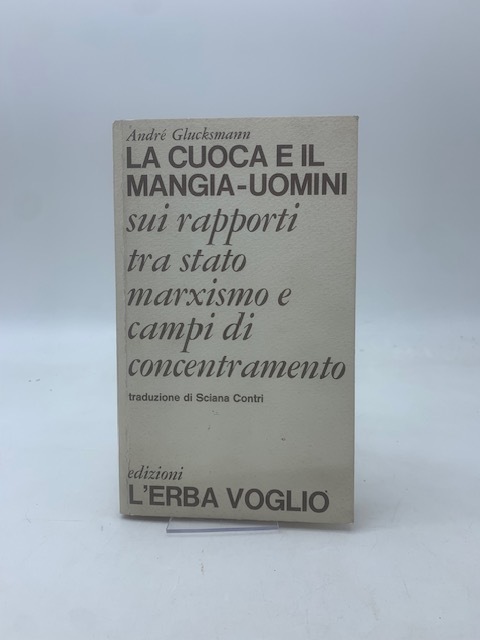 André Glucksmann
LA CUOCA E IL
MANGIA-UOMINI
sui rapporti
tra stato
marxismo e
campi di
concentramento
traduzione di Sciana Contri
edizioni
L'ERBA VOGLIO